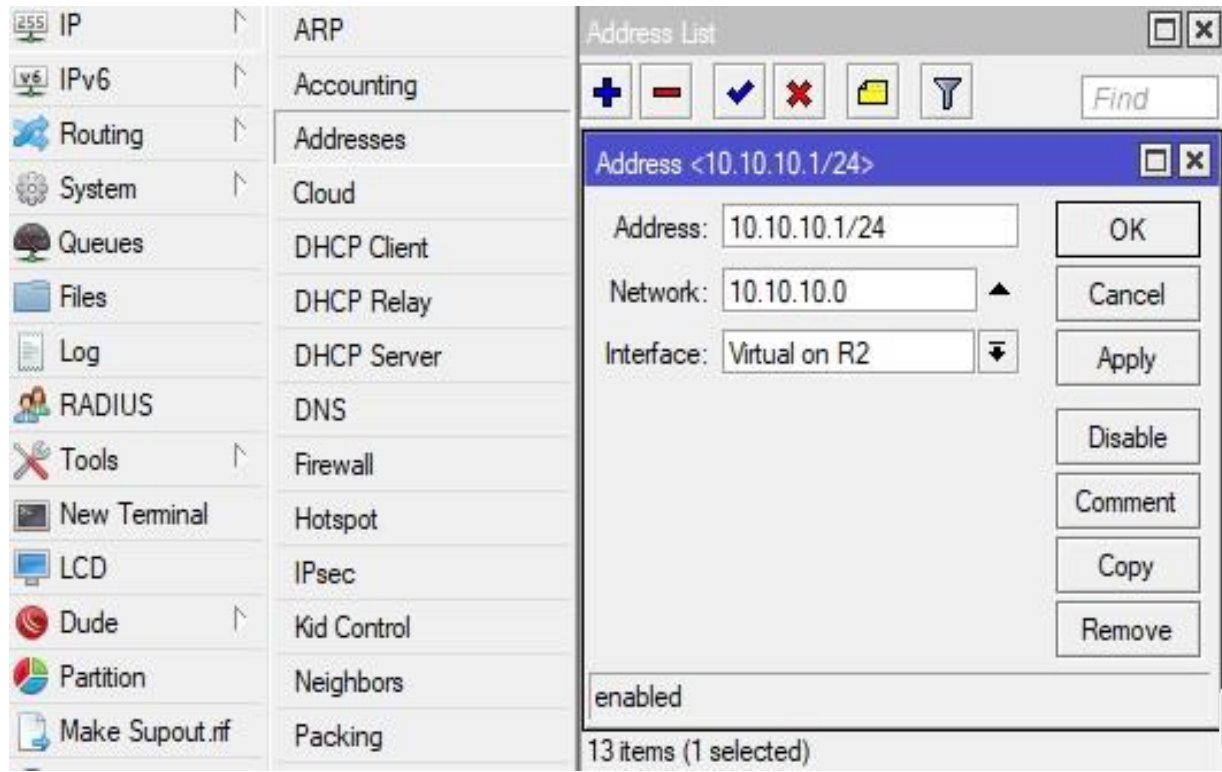 255 IP
v6 IPv6
Routing
System
Queues
Files
Log
RADIUS
Tools
New Terminal
LCD
Dude
Partition
Make Supout.rif
ARP
Accounting
Addresses
Cloud
DHCP Client
DHCP Relay
DHCP Server
DNS
Firewall
Hotspot
IPsec
Kid Control
Neighbors
Packing
Address List
Find
Address <10.10.10.1/24>
Address: 10.10.10.1/24
Network: 10.10.10.0
Interface: Virtual on R2
OK
Cancel
Apply
Disable
Comment
Copy
Remove
enabled
13 items (1 selected)